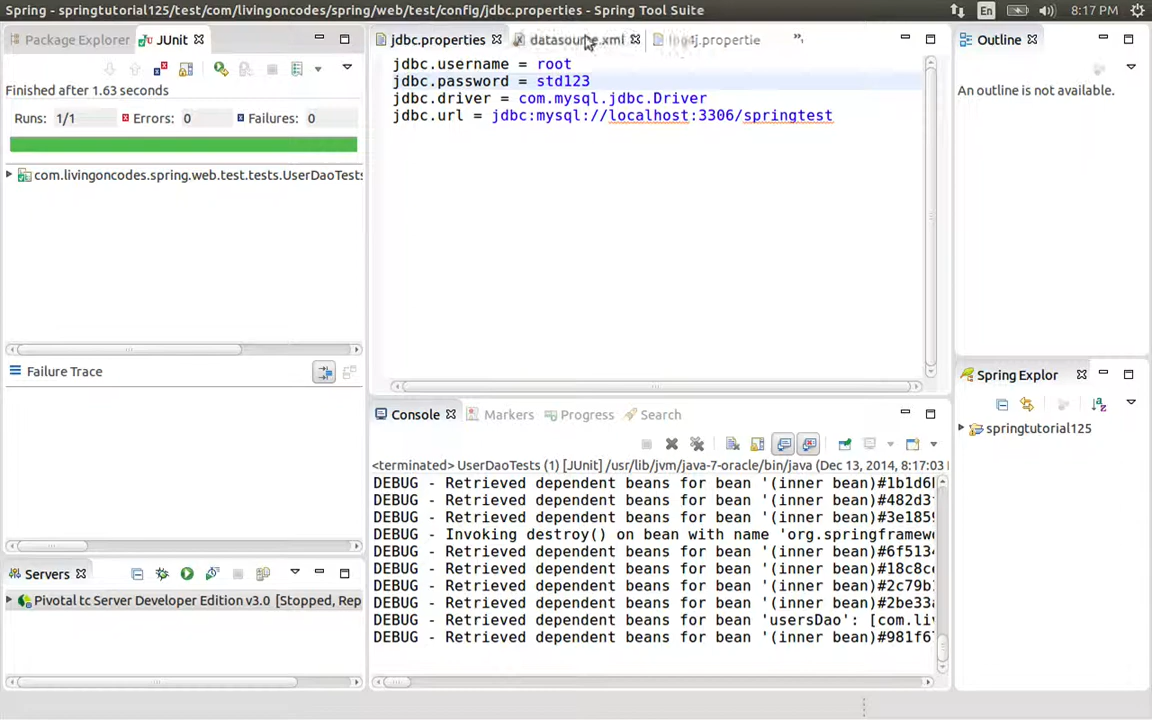 Spring - springtutorial125/test/com/livingoncodes/spring/web/test/config/jdbc.properties - Spring Tool Suite
En
8:17 PM
Package Explorer
JUnit
Finished after 1.63 seconds
Runs: 1/1
Errors: 0
Failures: 0
com.livingoncodes.spring.web.test.tests.UserDaoTests
Failure Trace
Servers
Pivotal tc Server Developer Edition v3.0 [Stopped, Rep
jdbc.properties
datasource.xml
log4j.propertie
jdbc.username = root
jdbc.password = std123
jdbc.driver = com.mysql.jdbc.Driver
jdbc.url = jdbc:mysql://localhost:3306/springtest
Console
Markers
Progress
Search
<terminated> UserDaoTests (1) [JUnit] /usr/lib/jvm/java-7-oracle/bin/java (Dec 13, 2014, 8:17:03
DEBUG - Retrieved dependent beans for bean '(inner bean)#1b1d6
DEBUG - Retrieved dependent beans for bean '(inner bean)#482d3
DEBUG - Retrieved dependent beans for bean '(inner bean)#3e1859
DEBUG - Invoking destroy() on bean with name 'org.springframewe
DEBUG - Retrieved dependent beans for bean '(inner bean)#6f5134
DEBUG - Retrieved dependent beans for bean '(inner bean)#18c8ce
DEBUG - Retrieved dependent beans for bean '(inner bean)#2c79b
DEBUG - Retrieved dependent beans for bean '(inner bean)#2be33a
DEBUG - Retrieved dependent beans for bean 'usersDao': [com.liv
DEBUG - Retrieved dependent beans for bean '(inner bean)#981f6
Outline
An outline is not available.
Spring Explor
springtutorial125